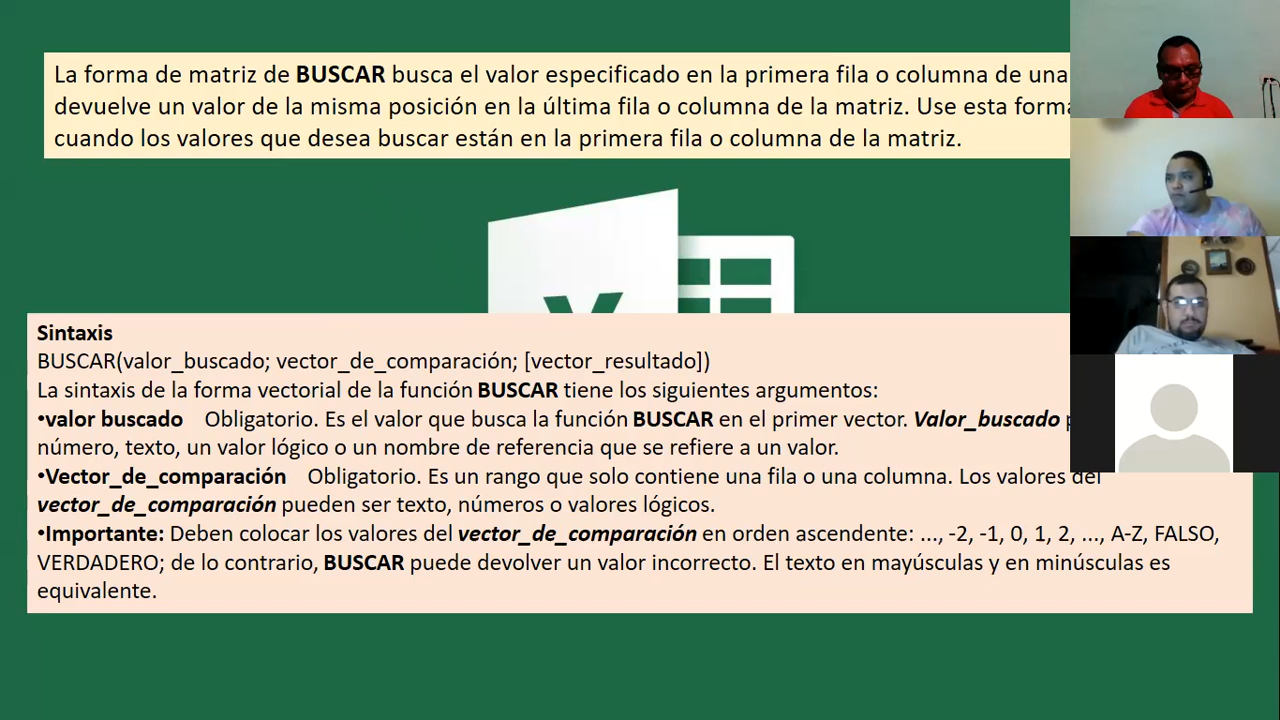 La forma de matriz de BUSCAR busca el valor especificado en la primera fila o columna de una
devuelve un valor de la misma posición en la última fila o columna de la matriz. Use esta
cuando los valores que desea buscar están en la primera fila o columna de la matriz.
Sintaxis
BUSCAR(valor_buscado; vector_de_comparación; [vector_resultado])
La sintaxis de la forma vectorial de la función BUSCAR tiene los siguientes argumentos:
•valor buscado Obligatorio. Es el valor que busca la función BUSCAR en el primer vector. Valor_buscado
número, texto, un valor lógico o un nombre de referencia que se refiere a un valor.
•Vector_de_comparación Obligatorio. Es un rango que solo contiene una fila o una columna. Los valores del
vector_de_comparación pueden ser texto, números o valores lógicos.
•Importante: Deben colocar los valores del vector_de_comparación en orden ascendente: ..., -2, -1, 0, 1, 2, ..., A-Z, FALSO,
VERDADERO; de lo contrario, BUSCAR puede devolver un valor incorrecto. El texto en mayúsculas y en minúsculas es
equivalente.